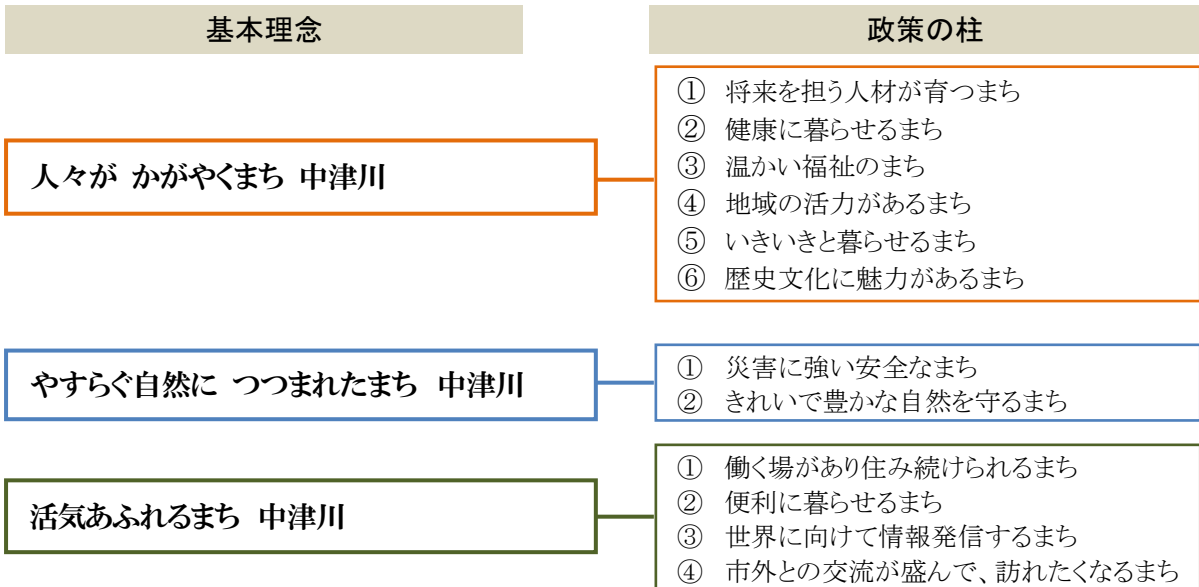 基本理念
政策の柱
人々が かがやくまち 中津川
① 将来を担う人材が育つまち
② 健康に暮らせるまち
③ 温かい福祉のまち
④ 地域の活力があるまち
⑤ いきいきと暮らせるまち
⑥ 歴史文化に魅力があるまち
やすらぐ自然に つつまれたまち 中津川
① 災害に強い安全なまち
② きれいで豊かな自然を守るまち
活気あふれるまち 中津川
① 働く場があり住み続けられるまち
② 便利に暮らせるまち
③ 世界に向けて情報発信するまち
④ 市外との交流が盛んで、訪れたくなるまち